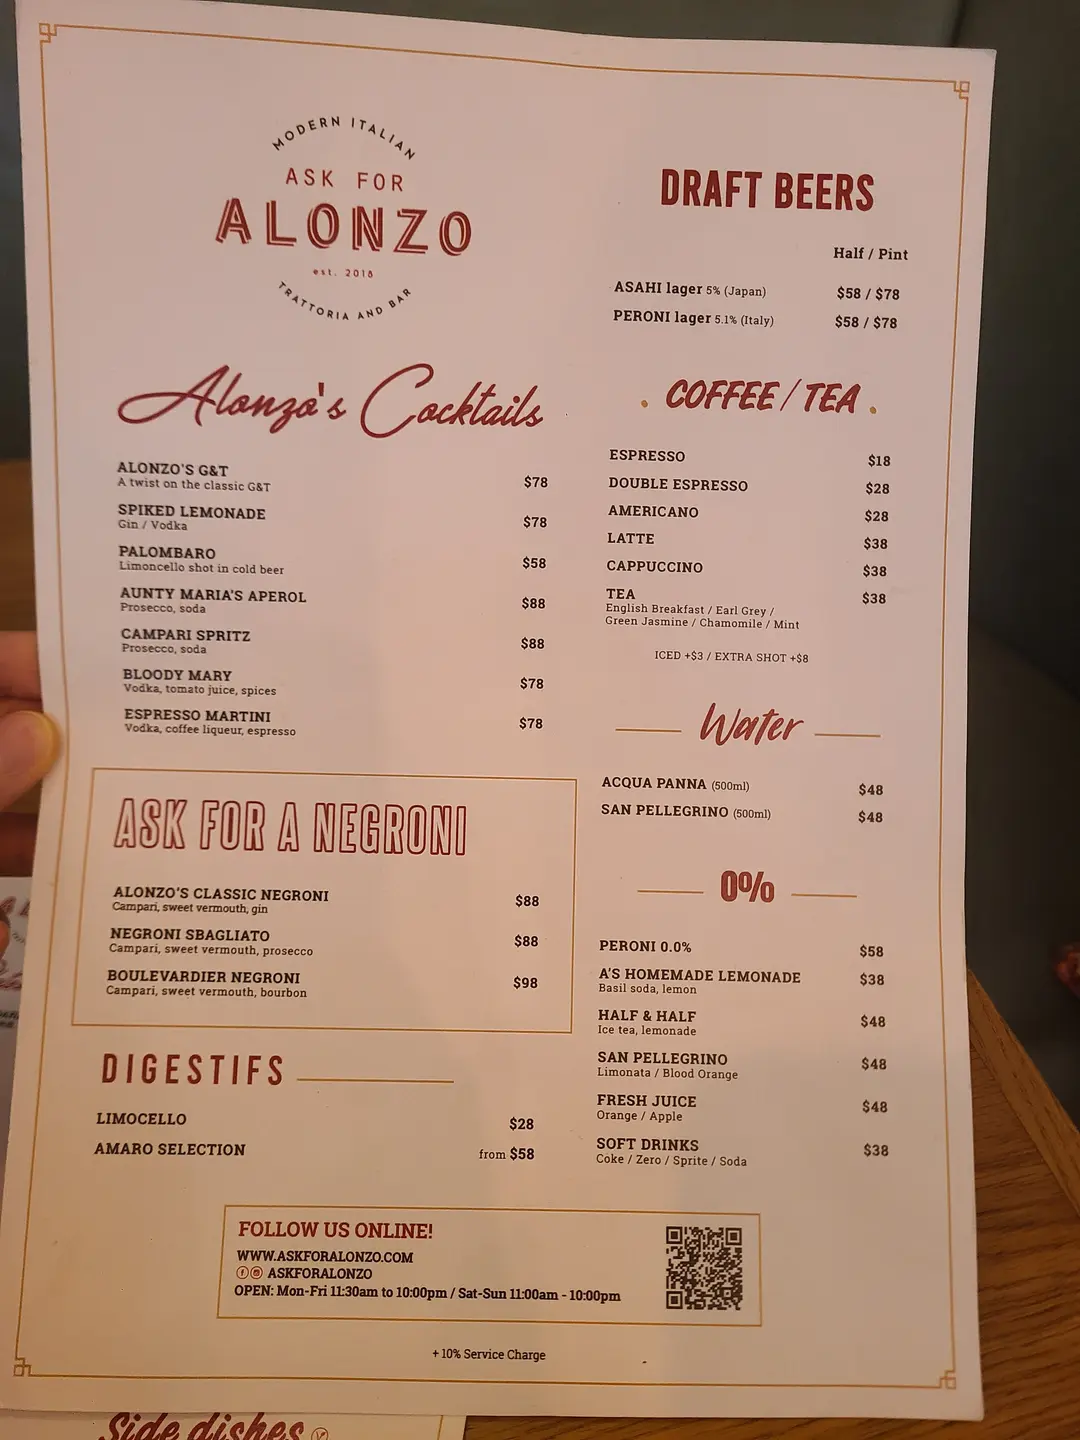 MODERN ITALIAN
ASK FOR
ALONZO
est. 2018
TRATTORIA AND BAR
Alonzo's Cocktails
ALONZO'S G&T
A twist on the classic G&T
$78
SPIKED LEMONADE
Gin / Vodka
$78
PALOMBARO
Limoncello shot in cold beer
$58
AUNTY MARIA'S APEROL
Prosecco, soda
$88
CAMPARI SPRITZ
Prosecco, soda
$88
BLOODY MARY
Vodka, tomato juice, spices
$78
ESPRESSO MARTINI
Vodka, coffee liqueur, espresso
$78
ASK FOR A NEGRONI
ALONZO'S CLASSIC NEGRONI
Campari, sweet vermouth, gin
$88
NEGRONI SBAGLIATO
Campari, sweet vermouth, prosecco
$88
BOULEVARDIER NEGRONI
Campari, sweet vermouth, bourbon
$98
DIGESTIFS
LIMOCELLO $28
AMARO SELECTION from $58
DRAFT BEERS
Half / Pint
ASAHI lager 5% (Japan) $58 / $78
PERONI lager 5.1% (Italy) $58 / $78
COFFEE / TEA
ESPRESSO $18
DOUBLE ESPRESSO $28
AMERICANO $28
LATTE $38
CAPPUCCINO $38
TEA $38
English Breakfast / Earl Grey /
Green Jasmine / Chamomile / Mint
ICED +$3 / EXTRA SHOT +$8
Water
ACQUA PANNA (500ml) $48
SAN PELLEGRINO (500ml) $48
0%
PERONI 0.0% $58
A'S HOMEMADE LEMONADE $38
Basil soda, lemon
HALF & HALF $48
Ice tea, lemonade
SAN PELLEGRINO $48
Limonata / Blood Orange
FRESH JUICE $48
Orange / Apple
SOFT DRINKS $38
Coke / Zero / Sprite / Soda
FOLLOW US ONLINE!
WWW.ASKFORALONZO.COM
ASKFORALONZO
OPEN: Mon-Fri 11:30am to 10:00pm / Sat-Sun 11:00am - 10:00pm
+ 10% Service Charge
Side dishes